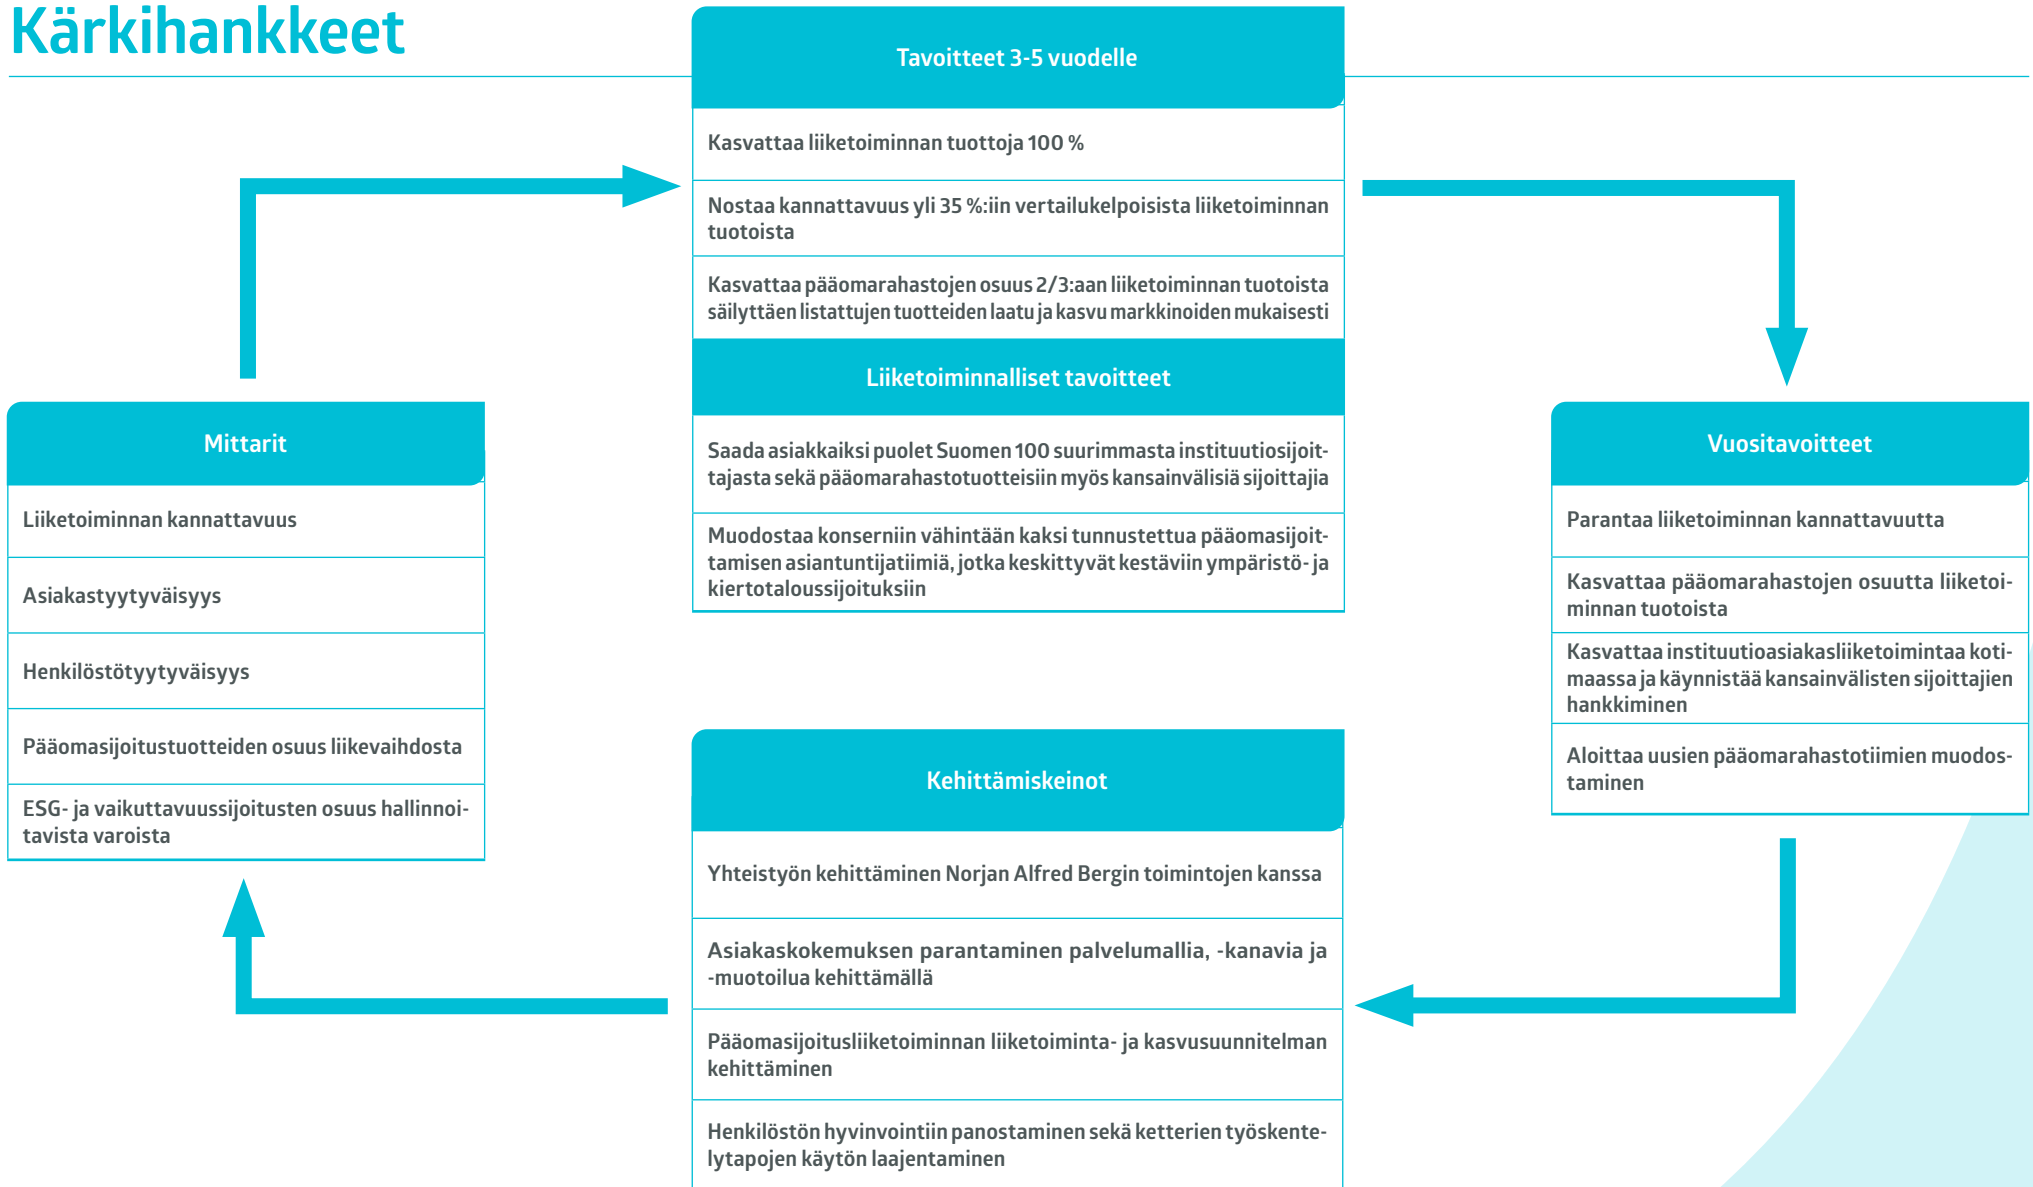 Kärkihankkeet
Tavoitteet 3-5 vuodelle
Kasvattaa liiketoiminnan tuottoja 100 %
Nostaa kannattavuus yli 35 %:iin vertailukelpoisista liiketoiminnan
tuotoista
Kasvattaa pääomarahastojen osuus 2/3:aan liiketoiminnan tuotoista
säilyttäen listattujen tuotteiden laatu ja kasvu markkinoiden mukaisesti
Liiketoiminnalliset tavoitteet
Saada asiakkaiksi puolet Suomen 100 suurimmasta instituutiosijoit-
tajasta sekä pääomarahastotuotteisiin myös kansainvälisiä sijoittajia
Muodostaa konserniin vähintään kaksi tunnustettua pääomasijoit-
tamisen asiantuntijatiimiä, jotka keskittyvät kestäviin ympäristö- ja
kiertotaloussijoituksiin
Vuositavoitteet
Parantaa liiketoiminnan kannattavuutta
Kasvattaa pääomarahastojen osuutta liiketoi-
minnan tuotoista
Kasvattaa instituutioasiakasliiketoimintaa koti-
maassa ja käynnistää kansainvälisten sijoittajien
hankkiminen
Aloittaa uusien pääomarahastotiimien muodos-
taminen
Kehittämiskeinot
Yhteistyön kehittäminen Norjan Alfred Bergin toimintojen kanssa
Asiakaskokemuksen parantaminen palvelumallia, -kanavia ja
-muotoilua kehittämällä
Pääomasijoitusliiketoiminnan liiketoiminta- ja kasvusuunnitelman
kehittäminen
Henkilöstön hyvinvointiin panostaminen sekä ketterien työskente-
lytapojen käytön laajentaminen
Mittarit
Liiketoiminnan kannattavuus
Asiakastyytyväisyys
Henkilöstötyytyväisyys
Pääomasijoitustuotteiden osuus liikevaihdosta
ESG- ja vaikuttavuussijoitusten osuus hallinnoi-
tavista varoista